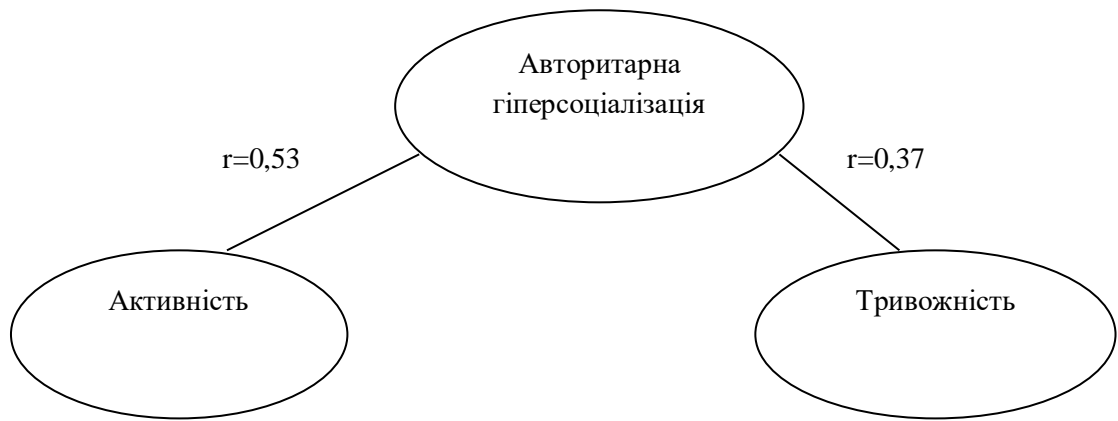 Авторитарна
гіперсоціалізація
r=0,53
r=0,37
Активність
Тривожність